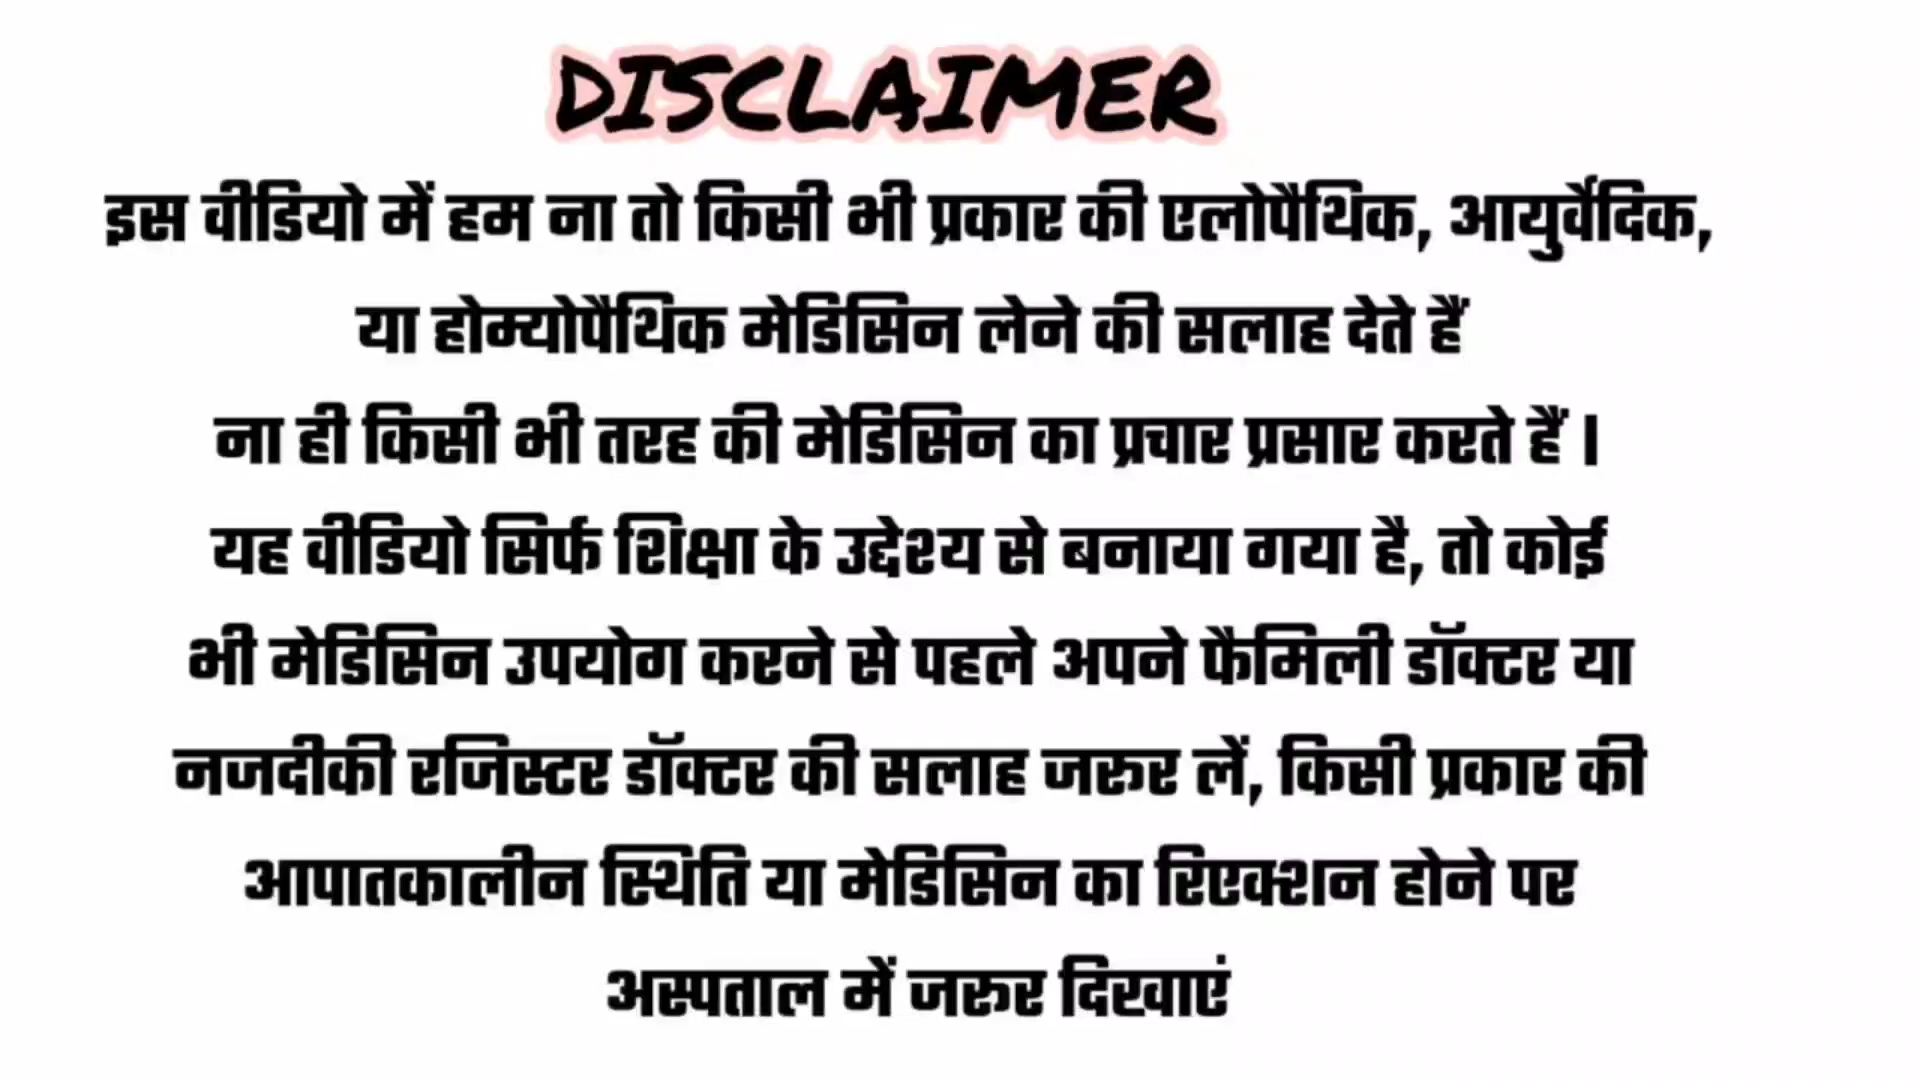 DISCLAIMER
इस वीडियो में हम ना तो किसी भी प्रकार की एलोपैथिक, आयुर्वेदिक,
या होम्योपैथिक मेडिसिन लेने की सलाह देते हैं
ना ही किसी भी तरह की मेडिसिन का प्रचार प्रसार करते हैं ।
यह वीडियो सिर्फ शिक्षा के उद्देश्य से बनाया गया है, तो कोई
भी मेडिसिन उपयोग करने से पहले अपने फैमिली डॉक्टर या
नजदीकी रजिस्टर डॉक्टर की सलाह जरुर लें, किसी प्रकार की
आपातकालीन स्थिति या मेडिसिन का रिएक्शन होने पर
अस्पताल में जरुर दिखाएं